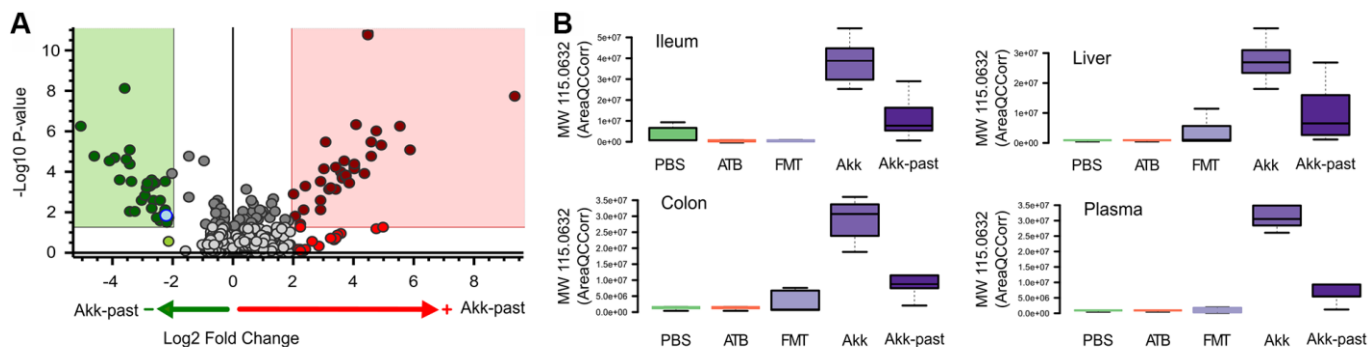 A
-Log10 P-value
10
8
6
4
2
0
-4 -2 0 2 4 6 8
Akk-past - + Akk-past
Log2 Fold Change
B
Ileum
MW 115.0632
(AreaQCCorr)
5e+07
4e+07
3e+07
2e+07
1e+07
0e+00
PBS ATB FMT Akk Akk-past
Liver
MW 115.0632
(AreaQCCorr)
3e+07
2e+07
1e+07
0e+00
PBS ATB FMT Akk Akk-past
Colon
MW 115.0632
(AreaQCCorr)
3.5e+07
3.0e+07
2.5e+07
2.0e+07
1.5e+07
1.0e+07
5.0e+06
0.0e+00
PBS ATB FMT Akk Akk-past
Plasma
MW 115.0632
(AreaQCCorr)
3.5e+07
3.0e+07
2.5e+07
2.0e+07
1.5e+07
1.0e+07
5.0e+06
0.0e+00
PBS ATB FMT Akk Akk-past